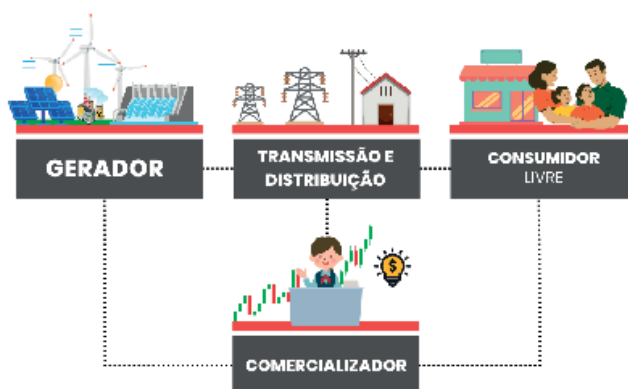 GERADOR
TRANSMISSÃO E
DISTRIBUIÇÃO
CONSUMIDOR
LIVRE
$
COMERCIALIZADOR